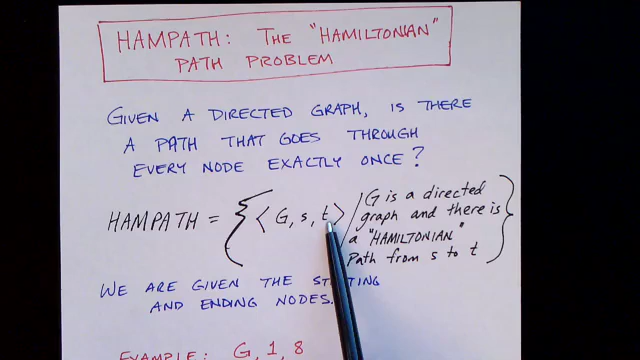 HAMPATH: THE "HAMILTONIAN"
PATH PROBLEM
GIVEN A DIRECTED GRAPH, IS THERE
A PATH THAT GOES THROUGH
EVERY NODE EXACTLY ONCE?
HAMPATH = { < G, s, t > / G is a directed
graph and there is
a "HAMILTONIAN"
Path from s to t }
WE ARE GIVEN THE STARTING
AND ENDING NODES.
EXAMPLE: G, 1, 8